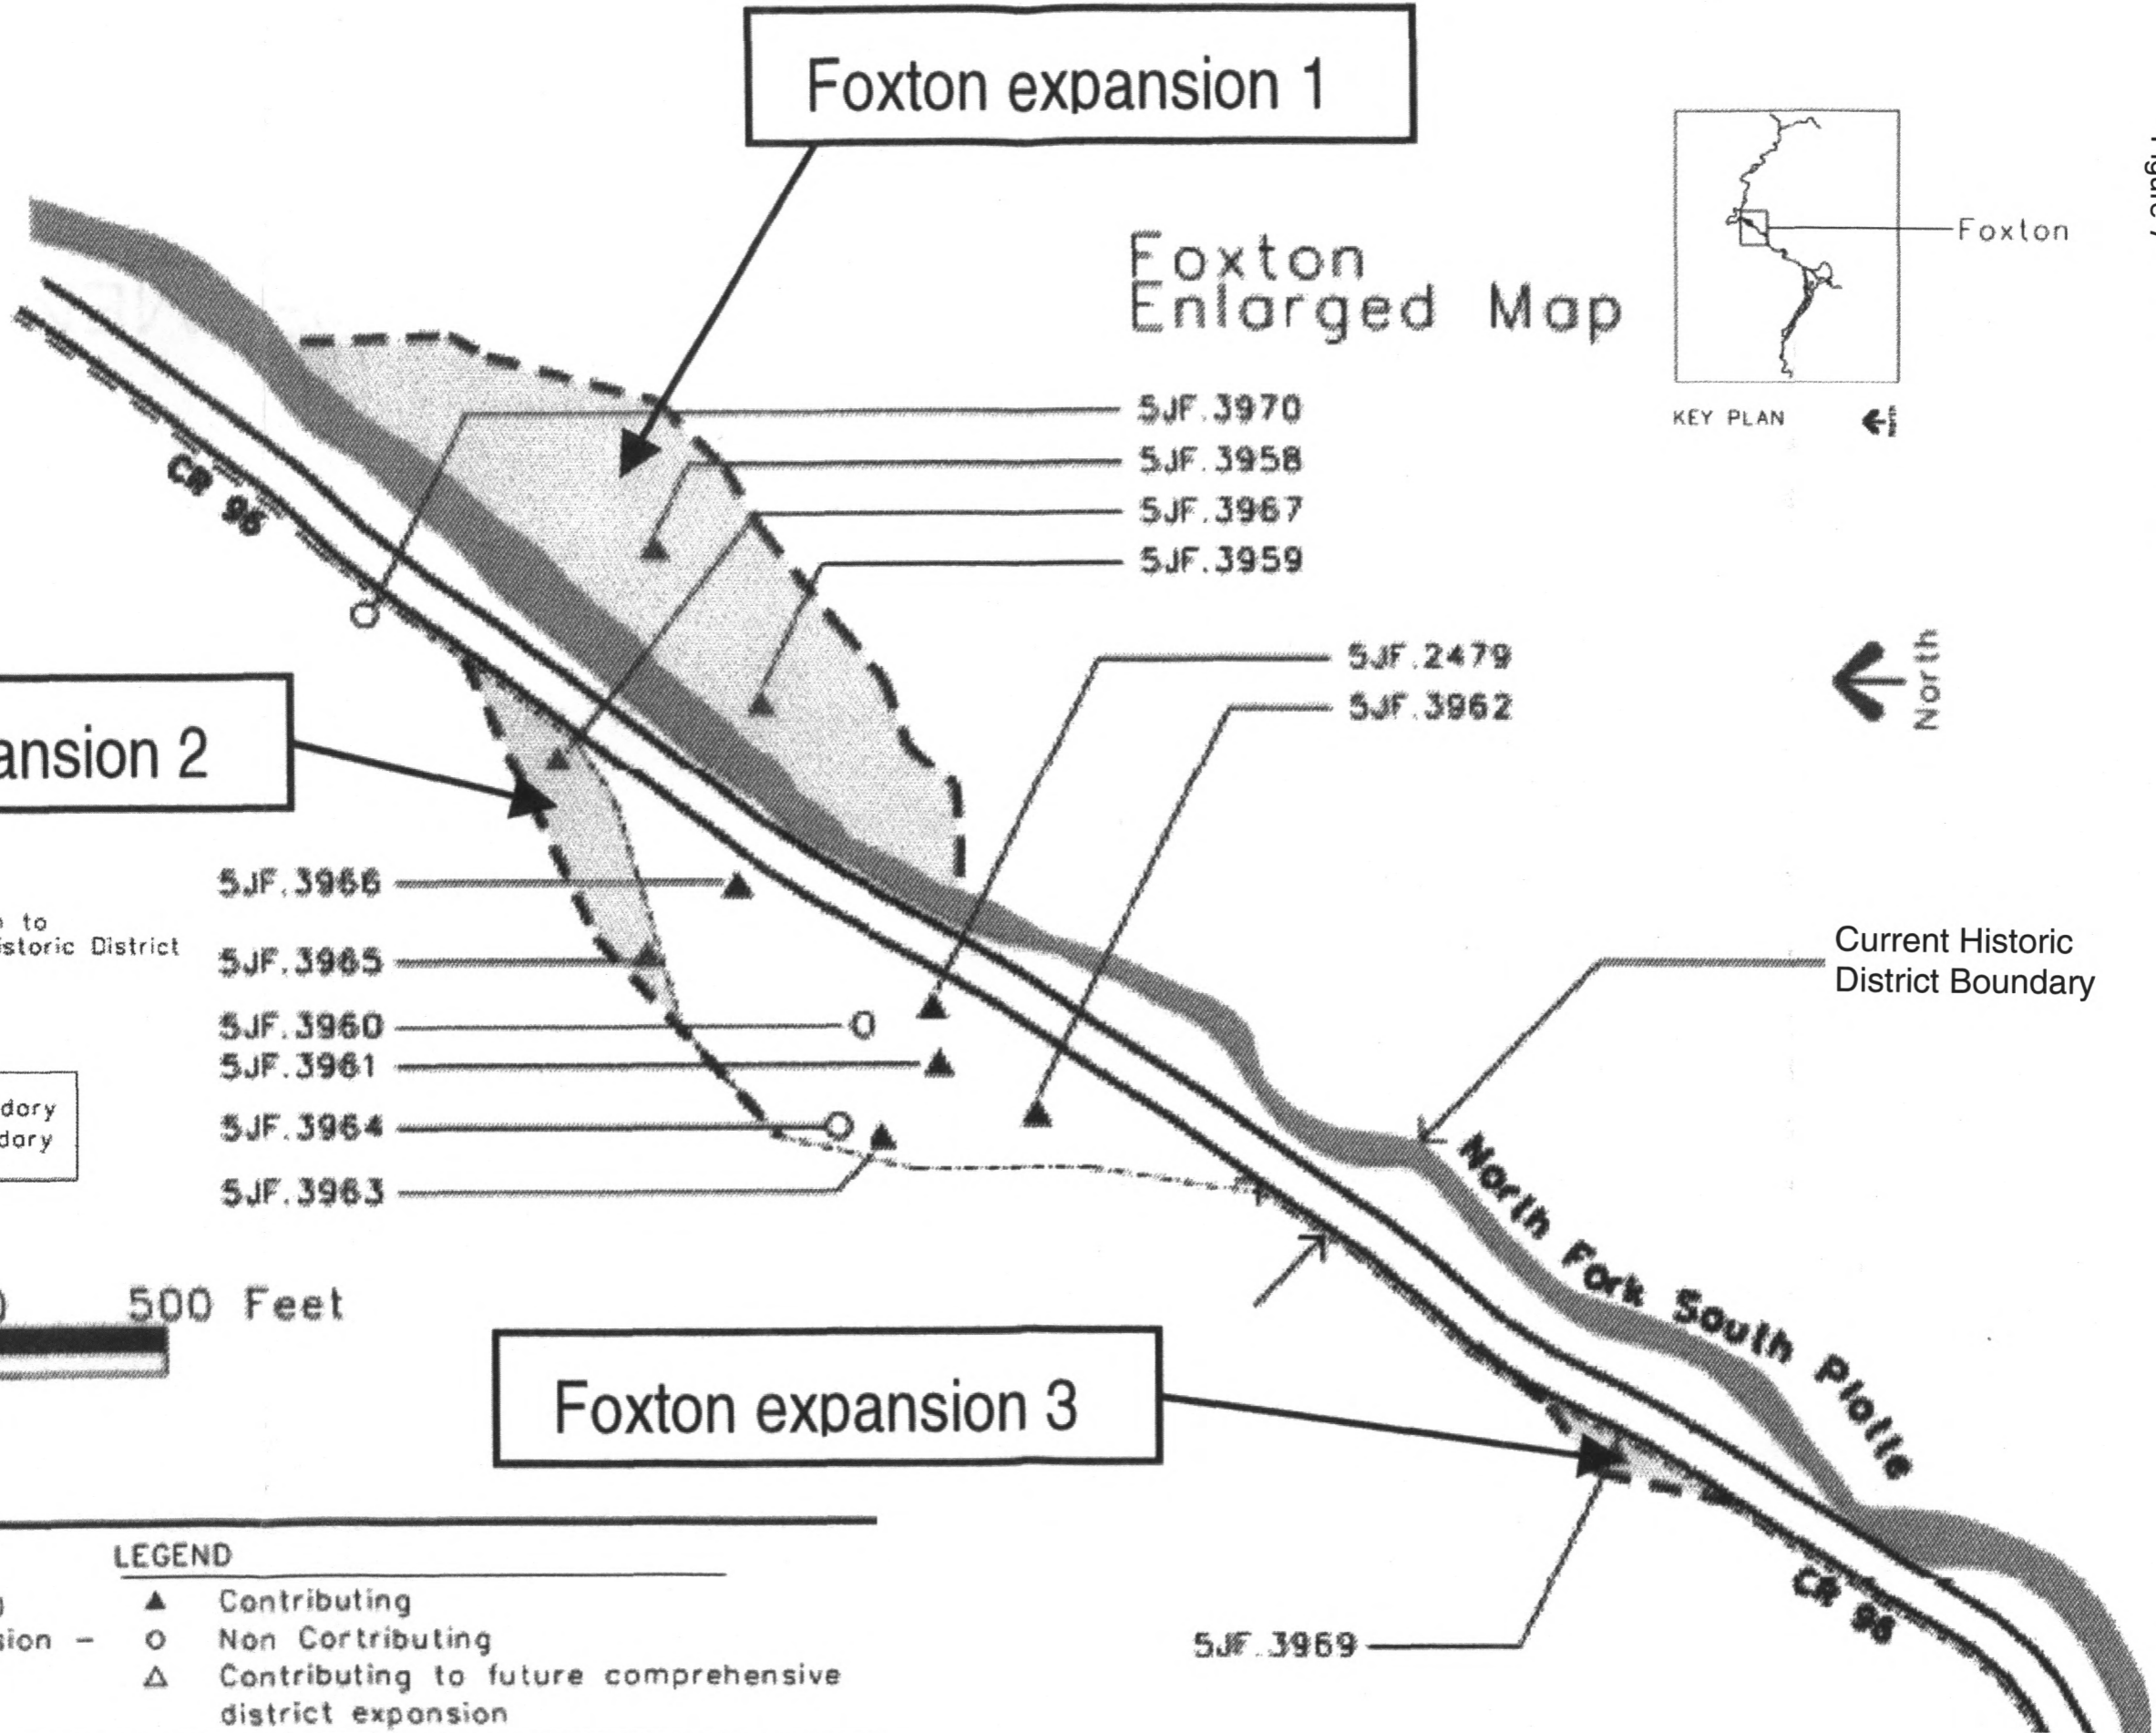 Foxton expansion 1
Foxton
Enlarged Map
Foxton
KEY PLAN
5JF.3970
5JF.3958
5JF.3967
5JF.3959
CR 96
5JF.2479
5JF.3962
North
ansion 2
5JF.3966
to
istoric District
5JF.3965
5JF.3960
5JF.3961
5JF.3964
5JF.3963
dary
dary
Current Historic
District Boundary
North Fork South Platte
500 Feet
Foxton expansion 3
CR 96
5JF.3969
LEGEND
Contributing
sion -
Non Cortributing
Contributing to future comprehensive
district expansion